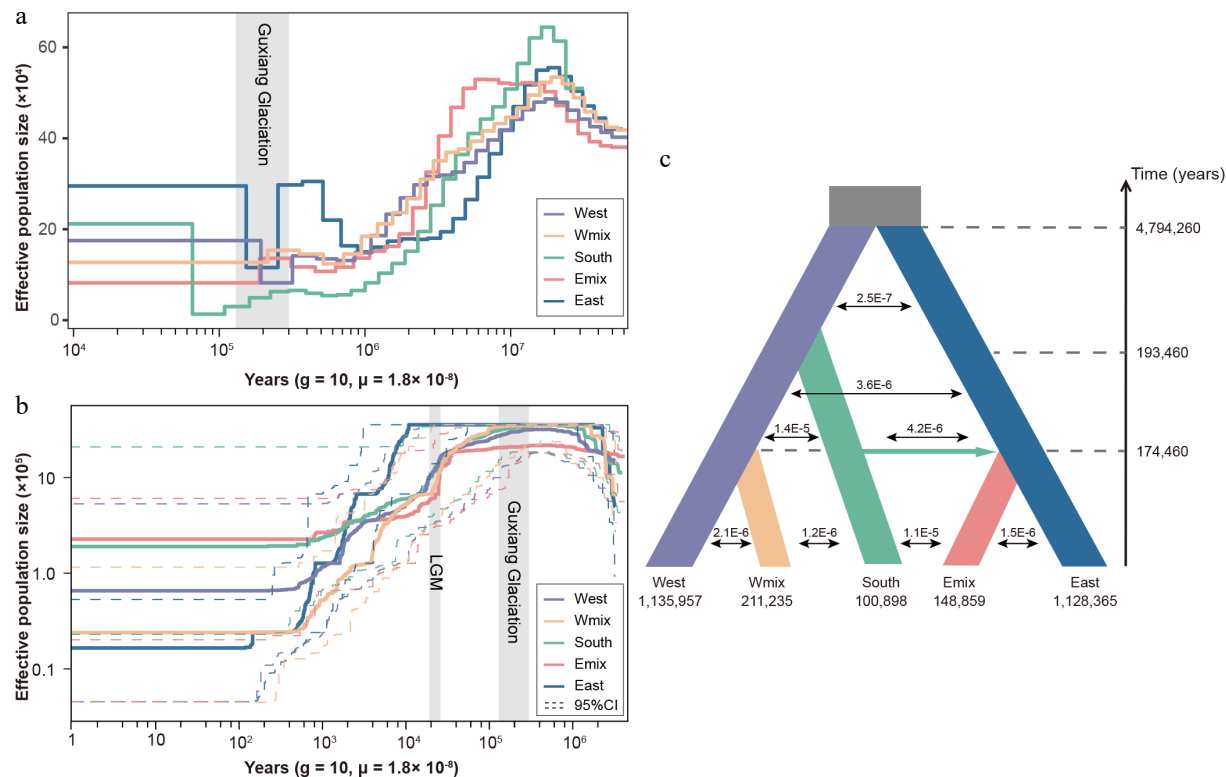 a
Effective population size (×10⁴)
60
40
20
0
Guxiang Glaciation
West
Wmix
South
Emix
East
10⁴
10⁵
10⁶
10⁷
Years (g = 10, μ = 1.8× 10⁻⁸)
b
Effective population size (×10⁵)
10
1.0
0.1
LGM
Guxiang Glaciation
West
Wmix
South
Emix
East
95%CI
1
10
10²
10³
10⁴
10⁵
10⁶
Years (g = 10, μ = 1.8× 10⁻⁸)
c
Time (years)
4,794,260
2.5E-7
193,460
3.6E-6
1.4E-5
4.2E-6
174,460
2.1E-6
1.2E-6
1.1E-5
1.5E-6
West
Wmix
South
Emix
East
1,135,957
211,235
100,898
148,859
1,128,365